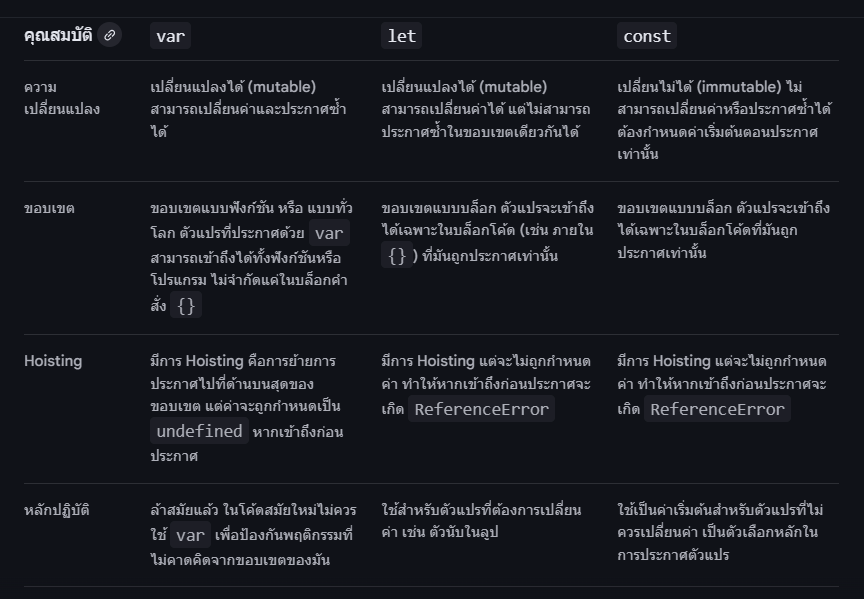 คุณสมบัติ var let const
ความ
เปลี่ยนแปลง
เปลี่ยนแปลงได้ (mutable)
สามารถเปลี่ยนค่าและประกาศซ้ำ
ได้
เปลี่ยนแปลงได้ (mutable)
สามารถเปลี่ยนค่าได้ แต่ไม่สามารถ
ประกาศซ้ำในขอบเขตเดียวกันได้
เปลี่ยนไม่ได้ (immutable) ไม่
สามารถเปลี่ยนค่าหรือประกาศซ้ำได้
ต้องกำหนดค่าเริ่มต้นตอนประกาศ
เท่านั้น
ขอบเขต
ขอบเขตแบบฟังก์ชัน หรือ แบบทั่ว
โลก ตัวแปรที่ประกาศด้วย var
สามารถเข้าถึงได้ทั้งฟังก์ชันหรือ
โปรแกรม ไม่จำกัดแค่ในบล็อกคำ
สั่ง {}
ขอบเขตแบบบล็อก ตัวแปรจะเข้าถึง
ได้เฉพาะในบล็อกโค้ด (เช่น ภายใน
{} ) ที่มันถูกประกาศเท่านั้น
ขอบเขตแบบบล็อก ตัวแปรจะเข้าถึง
ได้เฉพาะในบล็อกโค้ดที่มันถูก
ประกาศเท่านั้น
Hoisting
มีการ Hoisting คือการย้ายการ
ประกาศไปที่ด้านบนสุดของ
ขอบเขต แต่ค่าจะถูกกำหนดเป็น
undefined หากเข้าถึงก่อน
ประกาศ
มีการ Hoisting แต่จะไม่ถูกกำหนด
ค่า ทำให้หากเข้าถึงก่อนประกาศจะ
เกิด ReferenceError
มีการ Hoisting แต่จะไม่ถูกกำหนด
ค่า ทำให้หากเข้าถึงก่อนประกาศจะ
เกิด ReferenceError
หลักปฏิบัติ
ล้าสมัยแล้ว ในโค้ดสมัยใหม่ไม่ควร
ใช้ var เพื่อป้องกันพฤติกรรมที่
ไม่คาดคิดจากขอบเขตของมัน
ใช้สำหรับตัวแปรที่ต้องการเปลี่ยน
ค่า เช่น ตัวนับในลูป
ใช้เป็นค่าเริ่มต้นสำหรับตัวแปรที่ไม่
ควรเปลี่ยนค่า เป็นตัวเลือกหลักใน
การประกาศตัวแปร